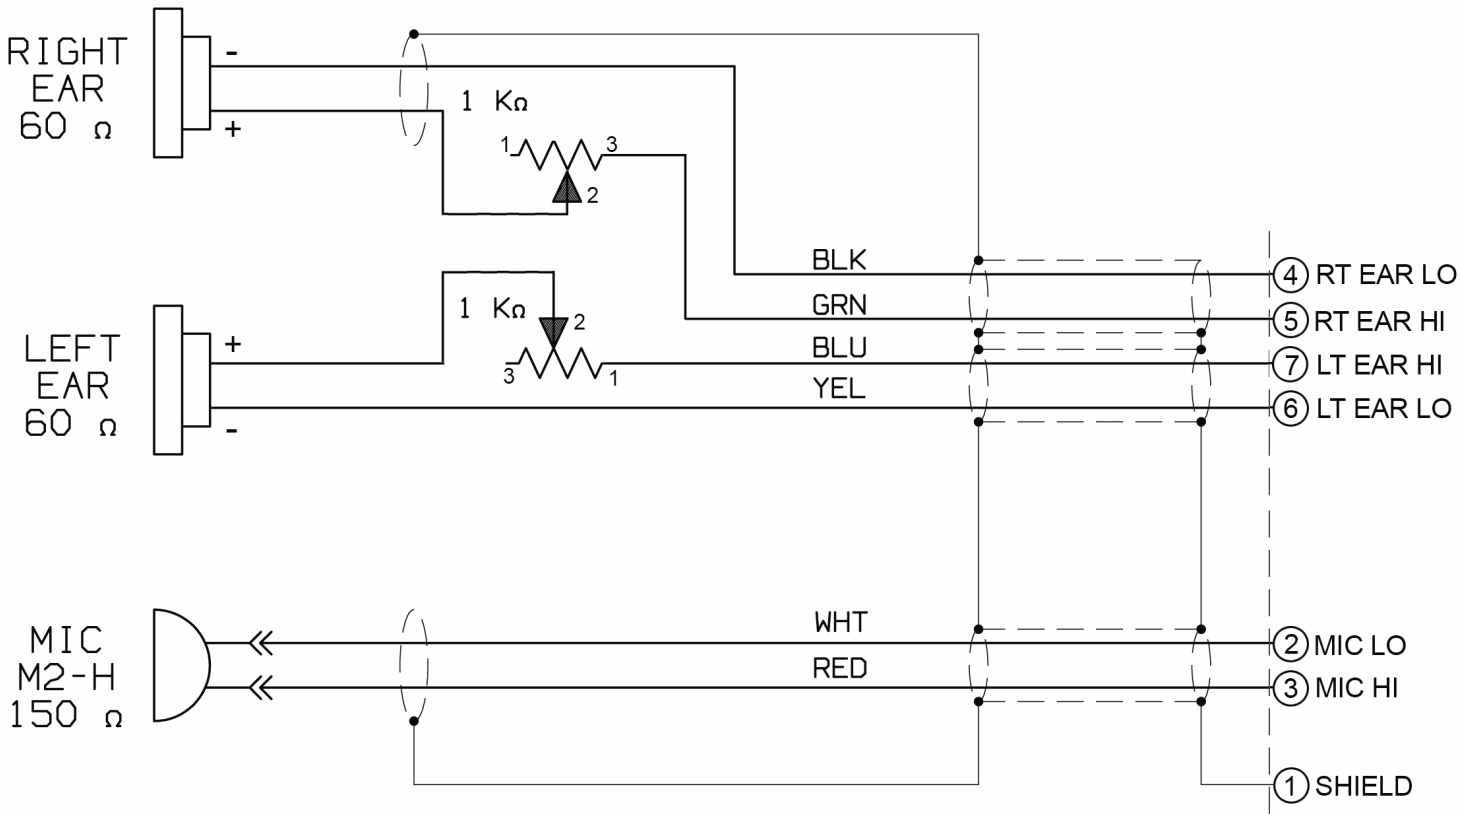 RIGHT
EAR
60 Ω
-
+
1 KΩ
1
3
2
LEFT
EAR
60 Ω
+
-
1 KΩ
2
3
1
MIC
M2-H
150 Ω
BLK
GRN
BLU
YEL
WHT
RED
4 RT EAR LO
5 RT EAR HI
7 LT EAR HI
6 LT EAR LO
2 MIC LO
3 MIC HI
1 SHIELD